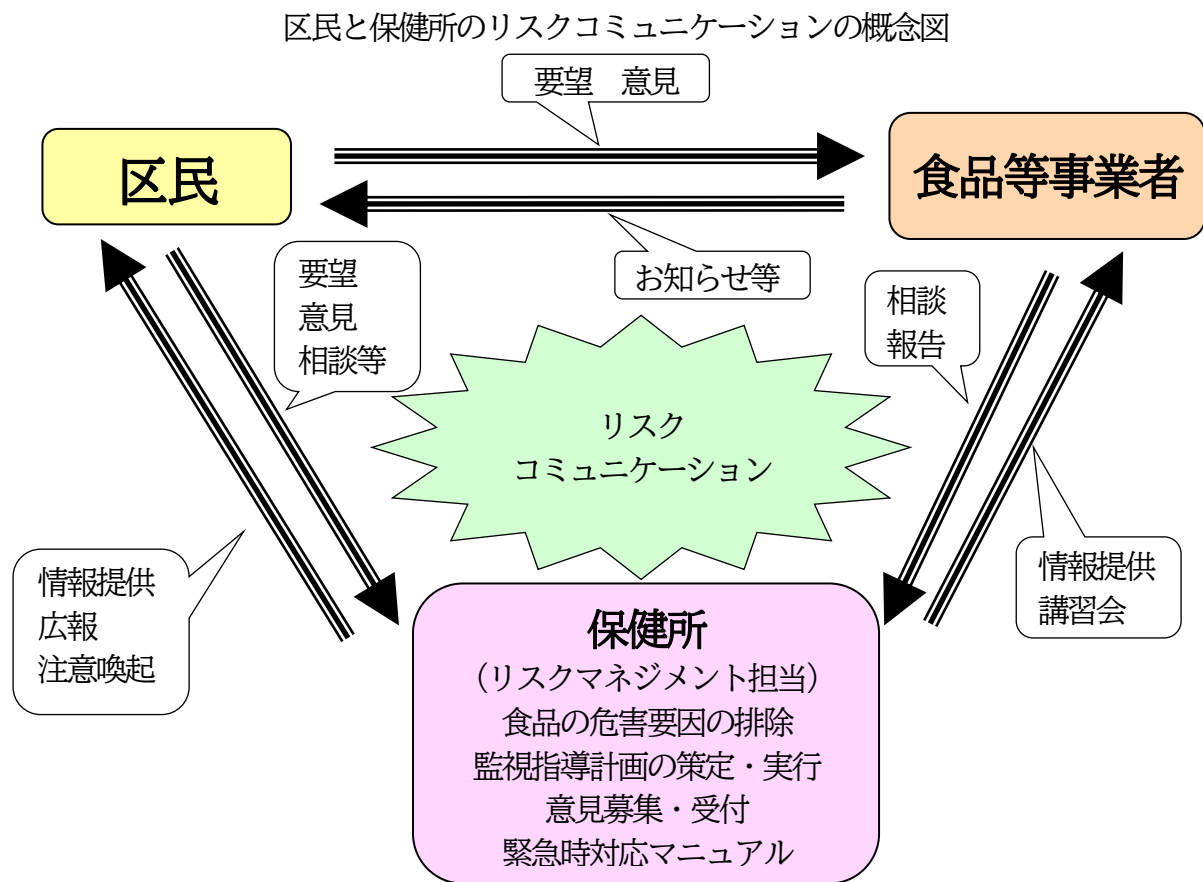 区民と保健所のリスクコミュニケーションの概念図
要望　意見
区民
食品等事業者
お知らせ等
要望
意見
相談等
相談
報告
リスク
コミュニケーション
情報提供
広報
注意喚起
情報提供
講習会
保健所
（リスクマネジメント担当）
食品の危害要因の排除
監視指導計画の策定・実行
意見募集・受付
緊急時対応マニュアル